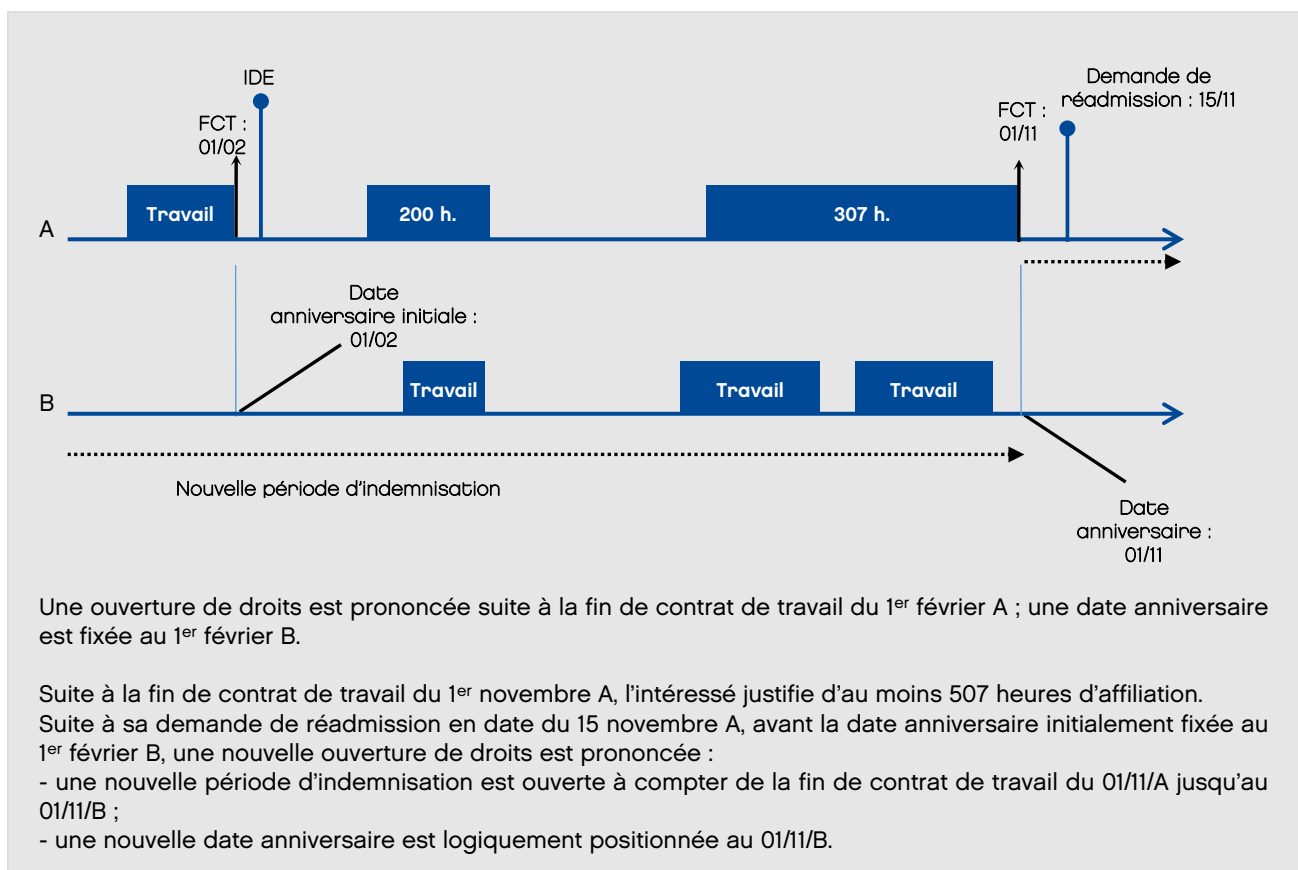 IDE
Demande de
réadmission : 15/11
FCT :
01/02
FCT :
01/11
Travail
200 h.
307 h.
A
Date
anniversaire initiale :
01/02
Travail
Travail
Travail
B
Nouvelle période d'indemnisation
Date
anniversaire :
01/11
Une ouverture de droits est prononcée suite à la fin de contrat de travail du 1er février A ; une date anniversaire
est fixée au 1er février B.
Suite à la fin de contrat de travail du 1er novembre A, l'intéressé justifie d'au moins 507 heures d'affiliation.
Suite à sa demande de réadmission en date du 15 novembre A, avant la date anniversaire initialement fixée au
1er février B, une nouvelle ouverture de droits est prononcée :
- une nouvelle période d'indemnisation est ouverte à compter de la fin de contrat de travail du 01/11/A jusqu'au
01/11/B ;
- une nouvelle date anniversaire est logiquement positionnée au 01/11/B.